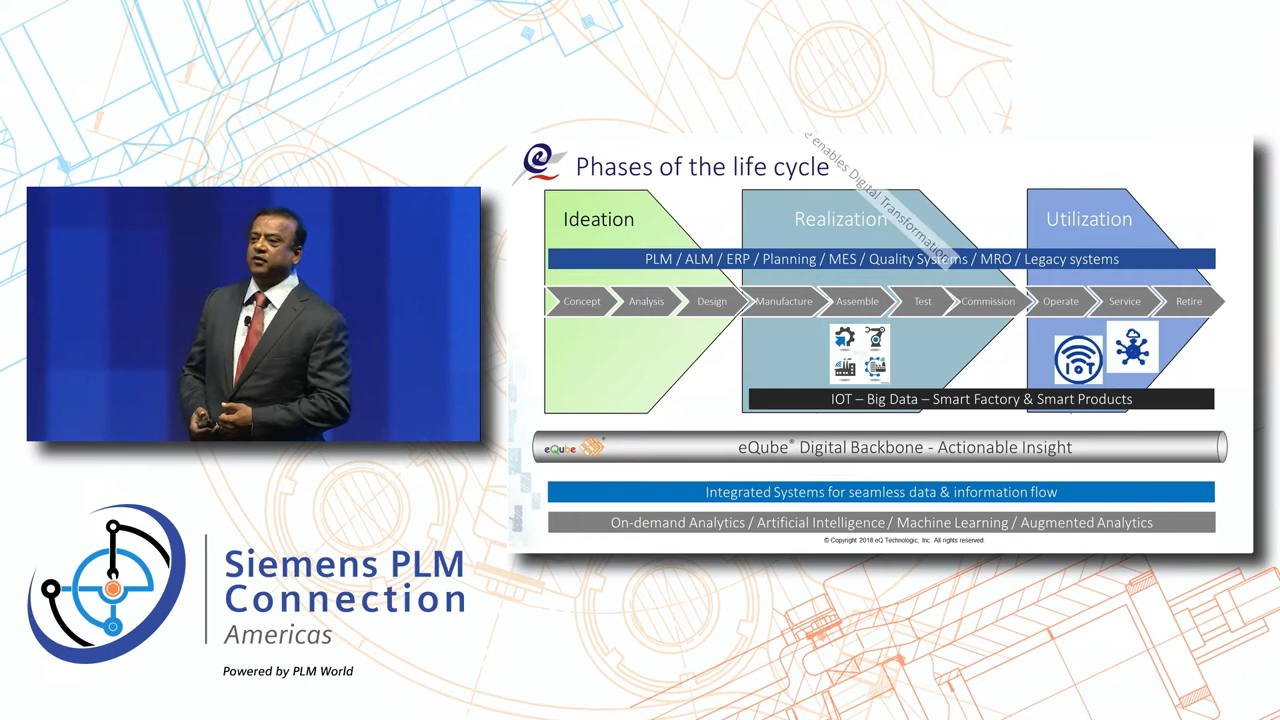 Phases of the life cycle
e enables Digital Transformation
Ideation
Realization
Utilization
PLM / ALM / ERP / Planning / MES / Quality Systems / MRO / Legacy systems
Concept
Analysis
Design
Manufacture
Assemble
Test
Commission
Operate
Service
Retire
IOT
IOT – Big Data – Smart Factory & Smart Products
eQube®
eQube® Digital Backbone - Actionable Insight
Integrated Systems for seamless data & information flow
On-demand Analytics / Artificial Intelligence / Machine Learning / Augmented Analytics
© Copyright 2018 eQ Technologic, Inc. All rights reserved.
Siemens PLM
Connection
Americas
Powered by PLM World